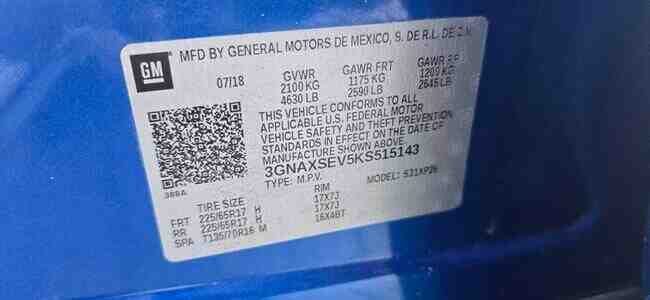 GM
MFD BY GENERAL MOTORS DE MEXICO, S. DE R.L. DE C.V.
07/18 GVWR GAWR FRT GAWR RR
2100 KG 1175 KG 1200 KG
4630 LB 2590 LB 2645 LB
THIS VEHICLE CONFORMS TO ALL
APPLICABLE U.S. FEDERAL MOTOR
VEHICLE SAFETY AND THEFT PREVENTION
STANDARDS IN EFFECT ON THE DATE OF
MANUFACTURE SHOWN ABOVE.
3GNAXSEV5KS515143
TYPE: M.P.V. MODEL:
388A
TIRE SIZE RIM
FRT 225/65R17 H 17X7J
RR 225/65R17 H 17X7J
SPA T135/70R16 M 16X4BT